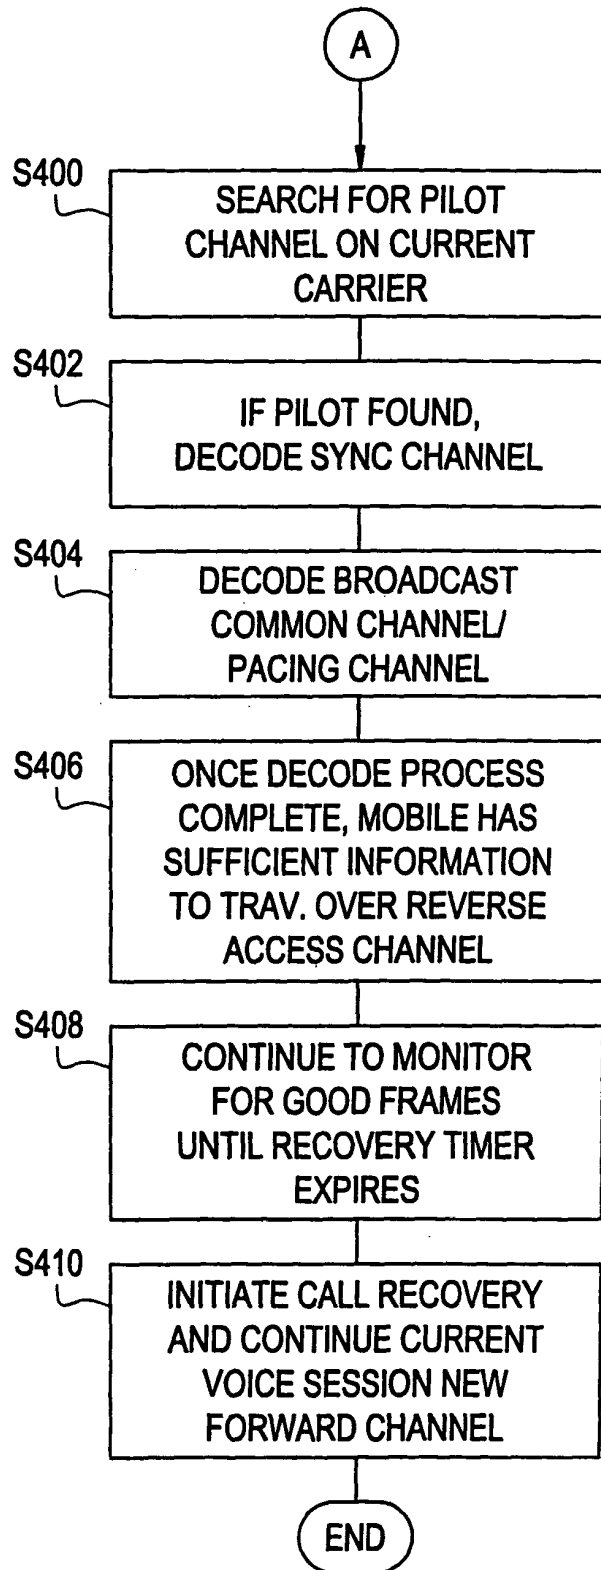 A
S400
SEARCH FOR PILOT
CHANNEL ON CURRENT
CARRIER
S402
IF PILOT FOUND,
DECODE SYNC CHANNEL
S404
DECODE BROADCAST
COMMON CHANNEL/
PACING CHANNEL
S406
ONCE DECODE PROCESS
COMPLETE, MOBILE HAS
SUFFICIENT INFORMATION
TO TRAV. OVER REVERSE
ACCESS CHANNEL
S408
CONTINUE TO MONITOR
FOR GOOD FRAMES
UNTIL RECOVERY TIMER
EXPIRES
S410
INITIATE CALL RECOVERY
AND CONTINUE CURRENT
VOICE SESSION NEW
FORWARD CHANNEL
END